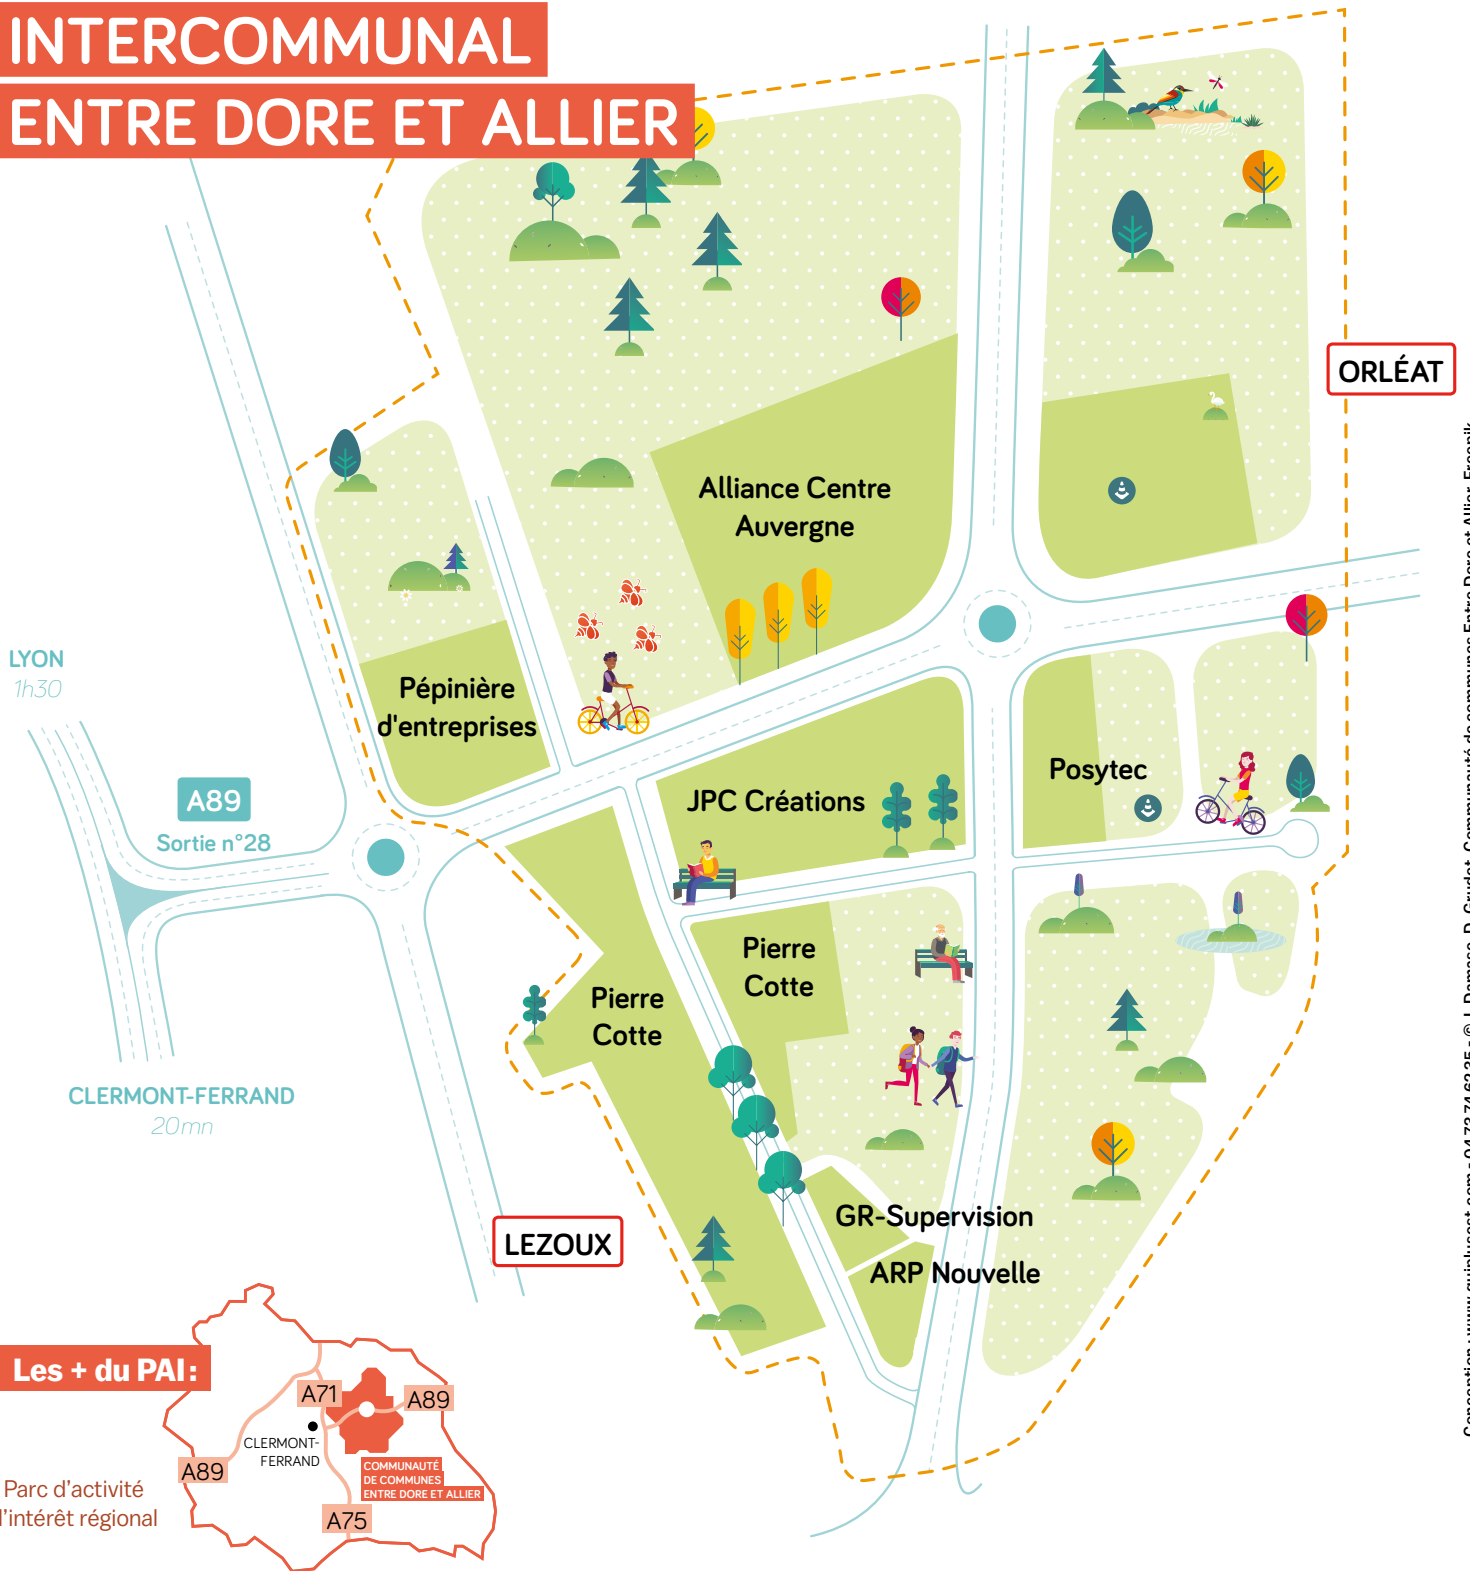 INTERCOMMUNAL
ENTRE DORE ET ALLIER
ORLÉAT
Alliance Centre
Auvergne
Pépinière
d'entreprises
LYON
1h30
A89
Sortie n°28
JPC Créations
Posytec
Pierre
Cotte
Pierre
Cotte
CLERMONT-FERRAND
20mn
GR-Supervision
ARP Nouvelle
LEZOUX
Les + du PAI :
A71
A89
CLERMONT-
FERRAND
A89
COMMUNAUTÉ
DE COMMUNES
ENTRE DORE ET ALLIER
A75
Parc d'activité
d'intérêt régional